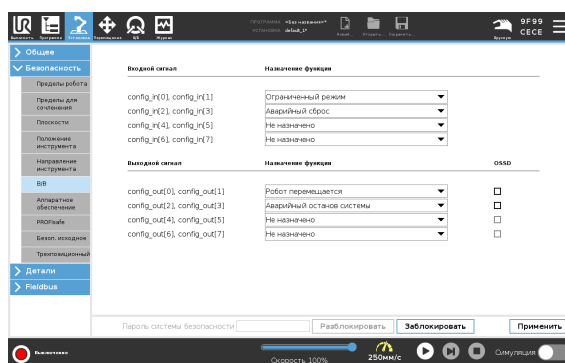 ПРОГРАММА <Без названия>*
УСТАНОВКА default_1*
Выполнить Программа Установка Перемещение В/В Журнал
Новый... Открыть... Сохранить...
9F99
CECE
Общее
Безопасность
Пределы робота
Пределы для
сочленения
Плоскости
Положение
инструмента
Направление
инструмента
В/В
Аппаратное
обеспечение
PROFIsafe
Безоп. исходное
Трехпозиционный
Детали
Fieldbus
Входной сигнал Назначение функции
config_in[0], config_in[1] Ограниченный режим
config_in[2], config_in[3] Аварийный сброс
config_in[4], config_in[5] Не назначено
config_in[6], config_in[7] Не назначено
Выходной сигнал Назначение функции OSSD
config_out[0], config_out[1] Робот перемещается
config_out[2], config_out[3] Аварийный останов системы
config_out[4], config_out[5] Не назначено
config_out[6], config_out[7] Не назначено
Пароль системы безопасности Разблокировать Заблокировать Применить
Выключение
Скорость 100%
250мм/с
Симуляция